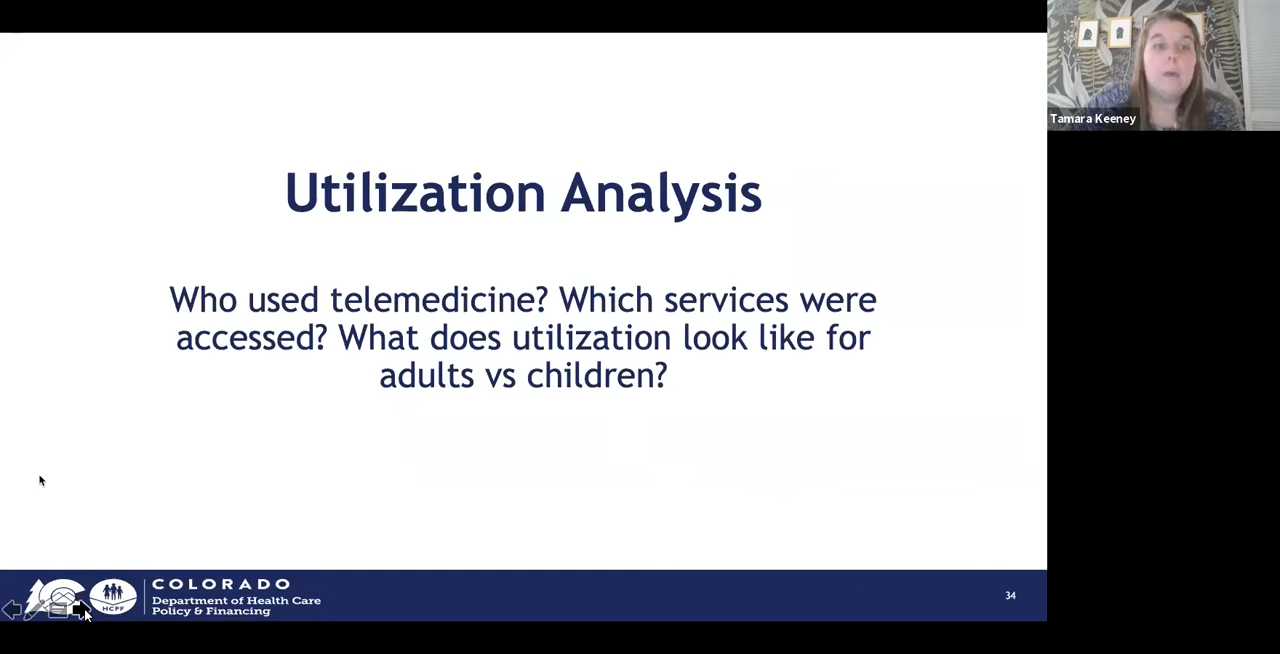 Utilization Analysis
Who used telemedicine? Which services were
accessed? What does utilization look like for
adults vs children?
HCPF
COLORADO
Department of Health Care
Policy & Financing
34
Tamara Keeney